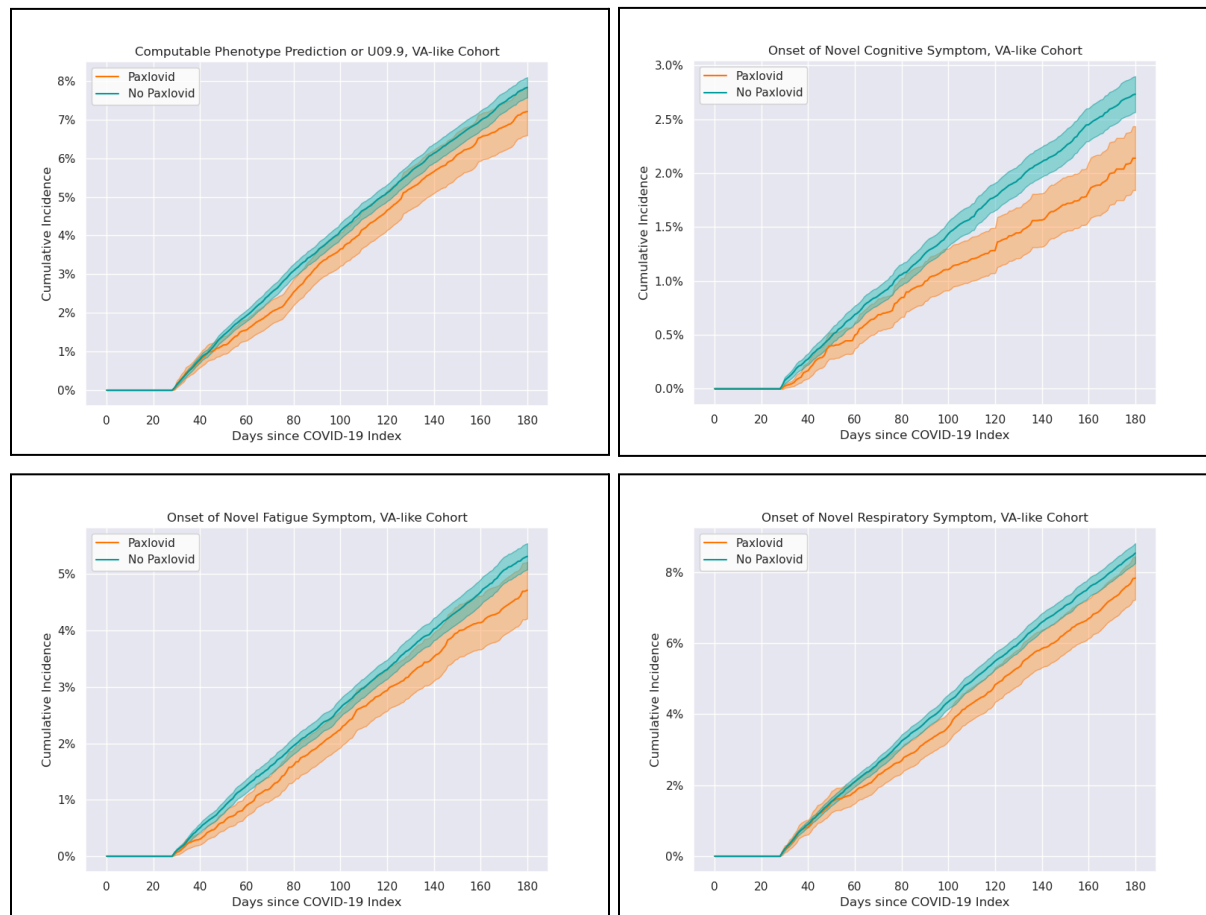 Computable Phenotype Prediction or U09.9, VA-like Cohort
Paxlovid
No Paxlovid
8%
7%
6%
5%
4%
3%
2%
1%
0%
Cumulative Incidence
0 20 40 60 80 100 120 140 160 180
Days since COVID-19 Index
Onset of Novel Cognitive Symptom, VA-like Cohort
Paxlovid
No Paxlovid
3.0%
2.5%
2.0%
1.5%
1.0%
0.5%
0.0%
Cumulative Incidence
0 20 40 60 80 100 120 140 160 180
Days since COVID-19 Index
Onset of Novel Fatigue Symptom, VA-like Cohort
Paxlovid
No Paxlovid
5%
4%
3%
2%
1%
0%
Cumulative Incidence
0 20 40 60 80 100 120 140 160 180
Days since COVID-19 Index
Onset of Novel Respiratory Symptom, VA-like Cohort
Paxlovid
No Paxlovid
8%
6%
4%
2%
0%
Cumulative Incidence
0 20 40 60 80 100 120 140 160 180
Days since COVID-19 Index